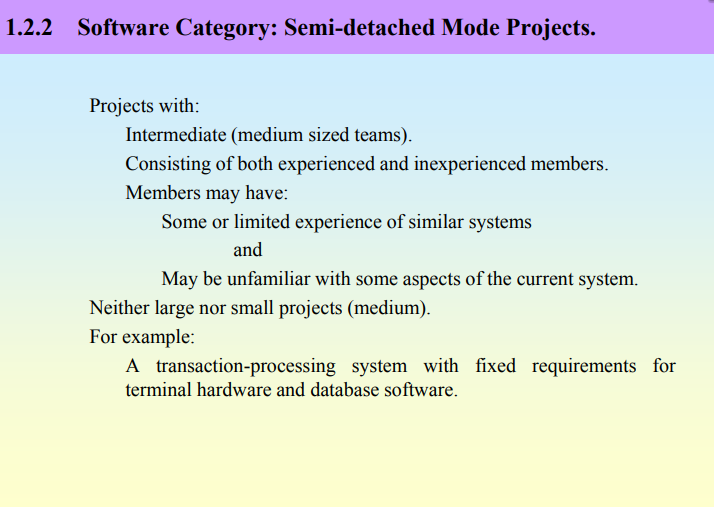 1.2.2 Software Category: Semi-detached Mode Projects.
Projects with:
Intermediate (medium sized teams).
Consisting of both experienced and inexperienced members.
Members may have:
Some or limited experience of similar systems
and
May be unfamiliar with some aspects of the current system.
Neither large nor small projects (medium).
For example:
A transaction-processing system with fixed requirements for
terminal hardware and database software.